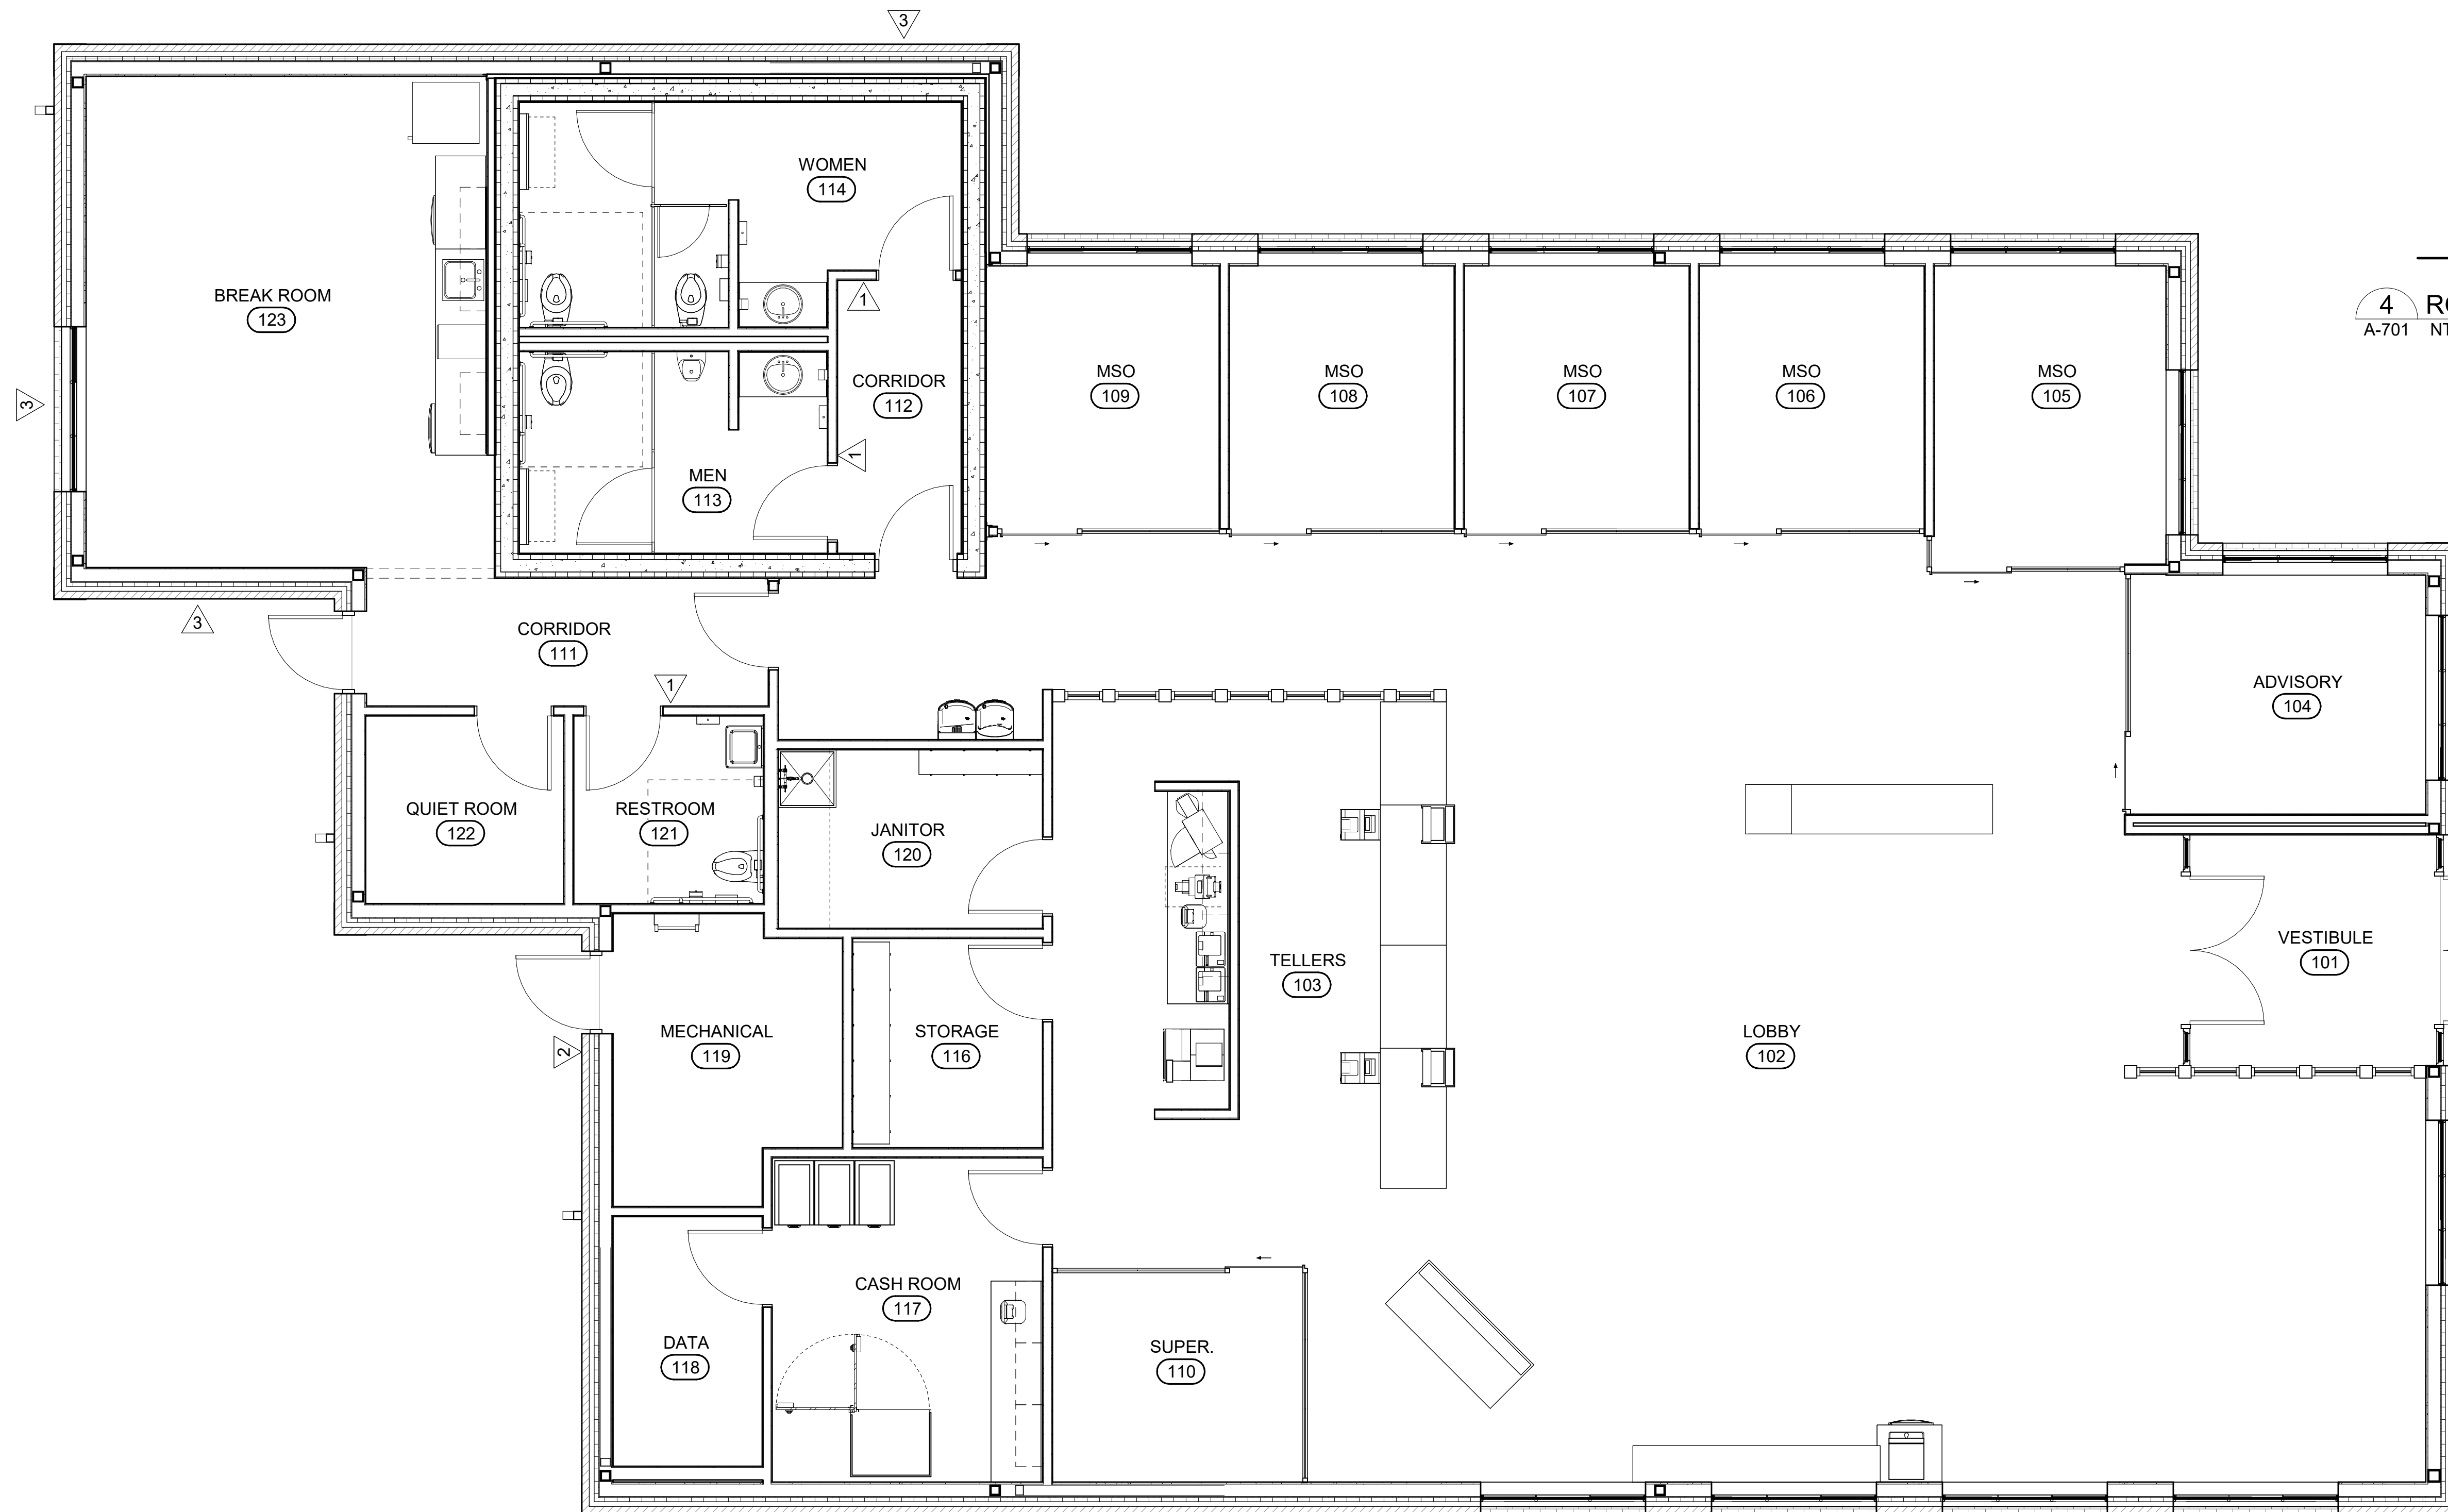 3
WOMEN
114
1
BREAK ROOM
123
4
RO
A-701 NT
3
MSO
109
MSO
108
MSO
107
MSO
106
MSO
105
CORRIDOR
112
1
MEN
113
3
CORRIDOR
111
1
ADVISORY
104
QUIET ROOM
122
RESTROOM
121
JANITOR
120
VESTIBULE
101
TELLERS
103
MECHANICAL
119
STORAGE
116
LOBBY
102
2
CASH ROOM
117
DATA
118
SUPER.
110